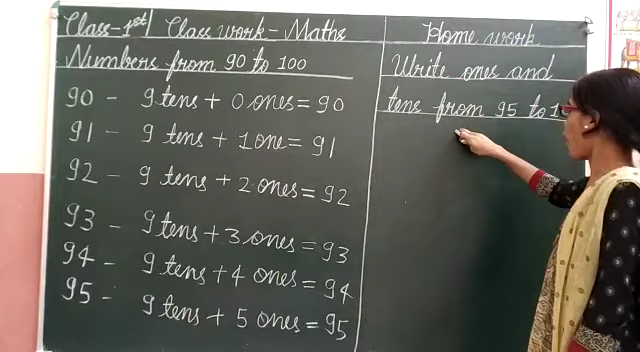 Class-1st Class work - Maths
Numbers from 90 to 100
90 - 9 tens + 0 ones = 90
91 - 9 tens + 1 one = 91
92 - 9 tens + 2 ones = 92
93 - 9 tens + 3 ones = 93
94 - 9 tens + 4 ones = 94
95 - 9 tens + 5 ones = 95
Home work
Write ones and
tens from 95 to